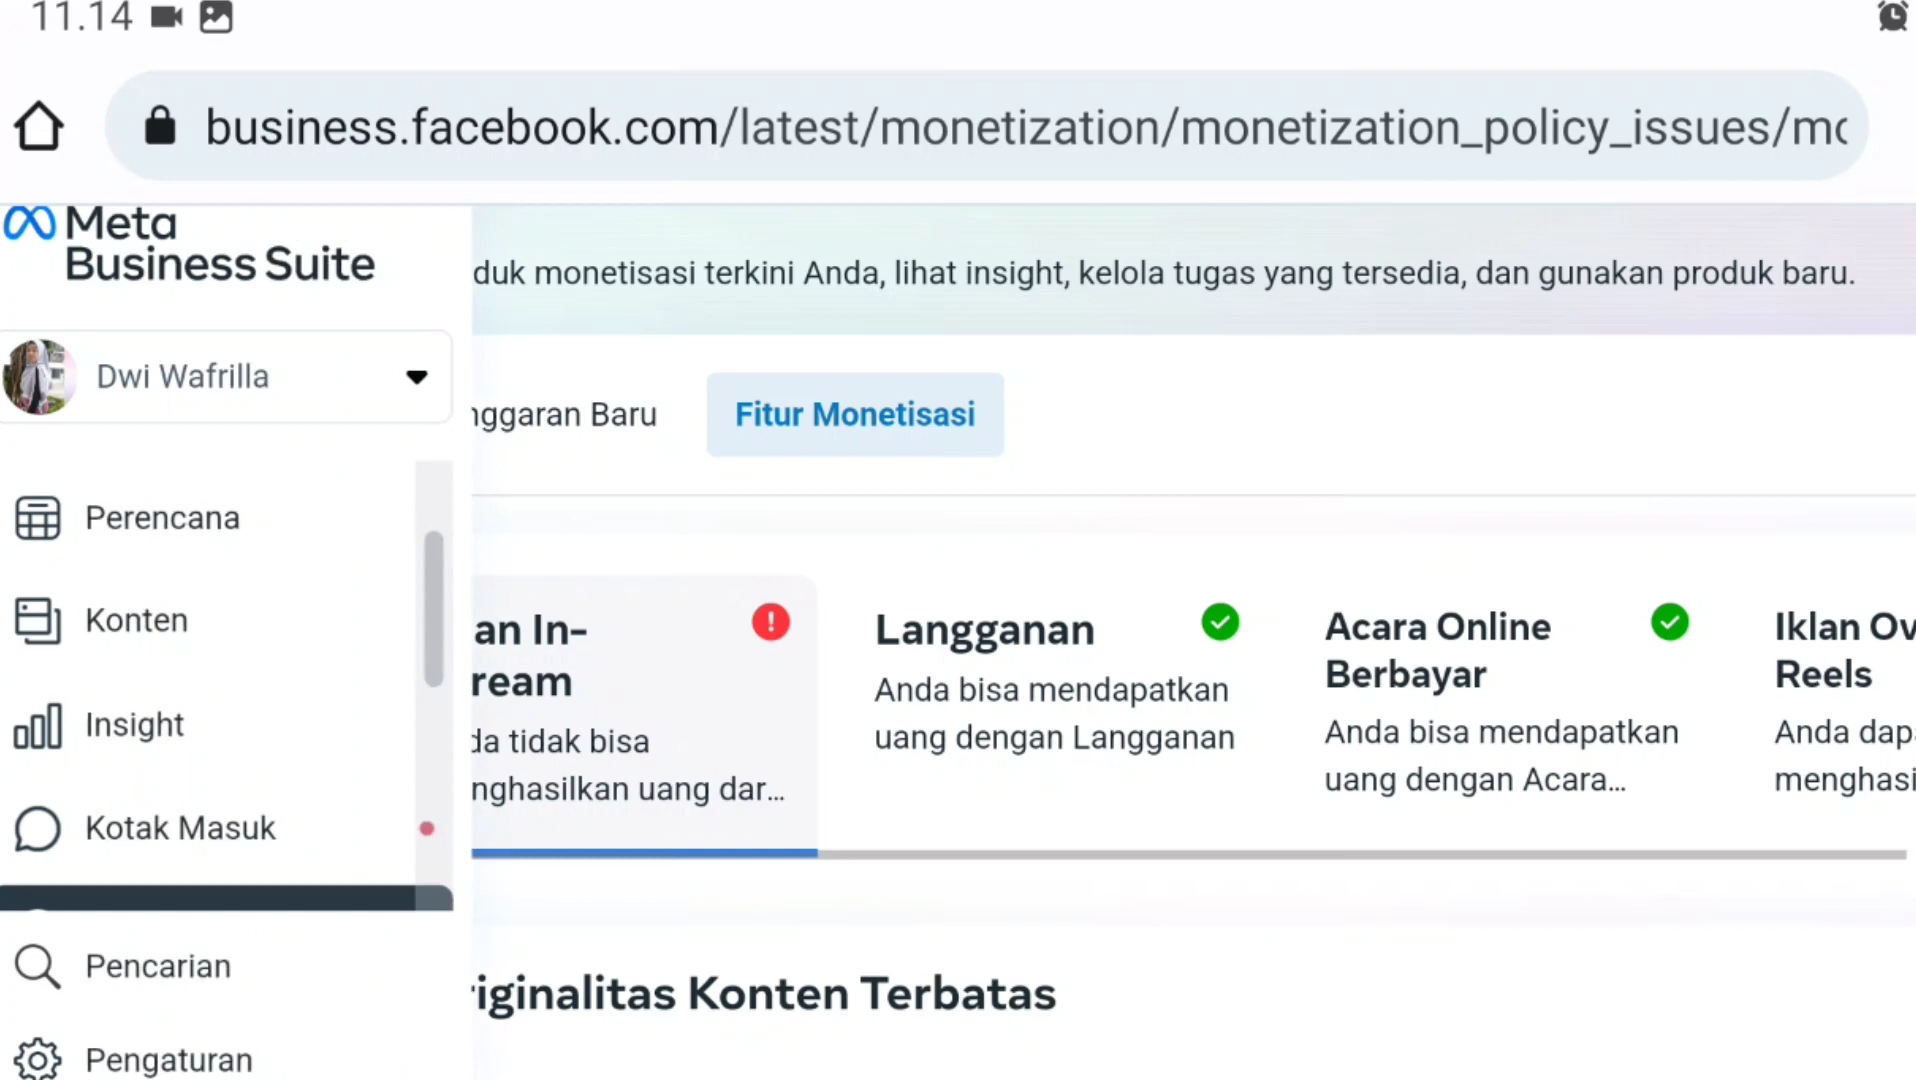 11.14
business.facebook.com/latest/monetization/monetization_policy_issues/mo
Meta
Business Suite
duk monetisasi terkini Anda, lihat insight, kelola tugas yang tersedia, dan gunakan produk baru.
Dwi Wafrilla
nggaran Baru
Fitur Monetisasi
Perencana
Konten
Insight
Kotak Masuk
Pencarian
Pengaturan
an In-
ream
da tidak bisa
nghasilkan uang dar...
Langganan
Anda bisa mendapatkan
uang dengan Langganan
Acara Online
Berbayar
Anda bisa mendapatkan
uang dengan Acara...
Iklan Ov
Reels
Anda dap
menghasi
riginalitas Konten Terbatas